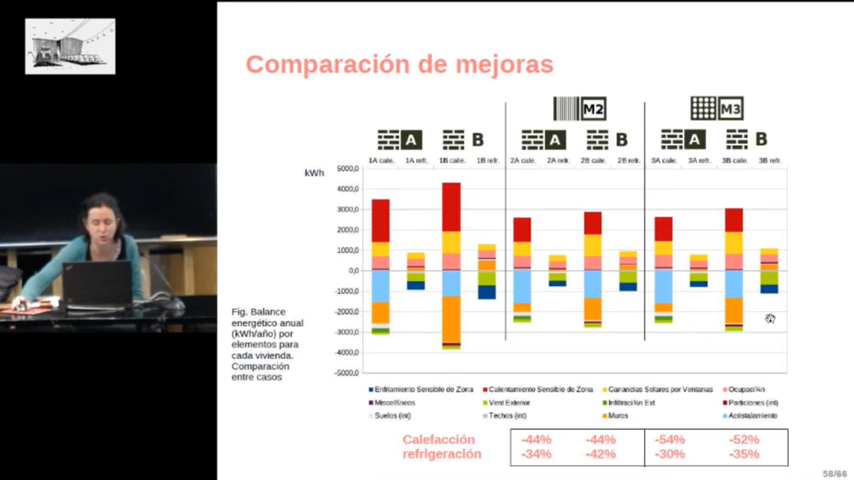 Comparación de mejoras
M2
M3
A B A B A B
1A cale. 1A refr. 1B cale. 1B refr. 2A cale. 2A refr. 2B cale. 2B refr. 3A cale. 3A refr. 3B cale. 3B refr.
kWh
5000,0
4000,0
3000,0
2000,0
1000,0
0,0
-1000,0
-2000,0
-3000,0
-4000,0
-5000,0
Fig. Balance
energético anual
(kWh/año) por
elementos para
cada vivienda.
Comparación
entre casos
Enfriamiento Sensible de Zona Calentamiento Sensible de Zona Ganancias Solares por Ventanas
Vent Exterior Particiones (int)
Suelos (int) Techos (int) Muros Acristalamiento
Calefacción -44% -44% -54% -52%
refrigeración -34% -42% -30% -35%
58/66